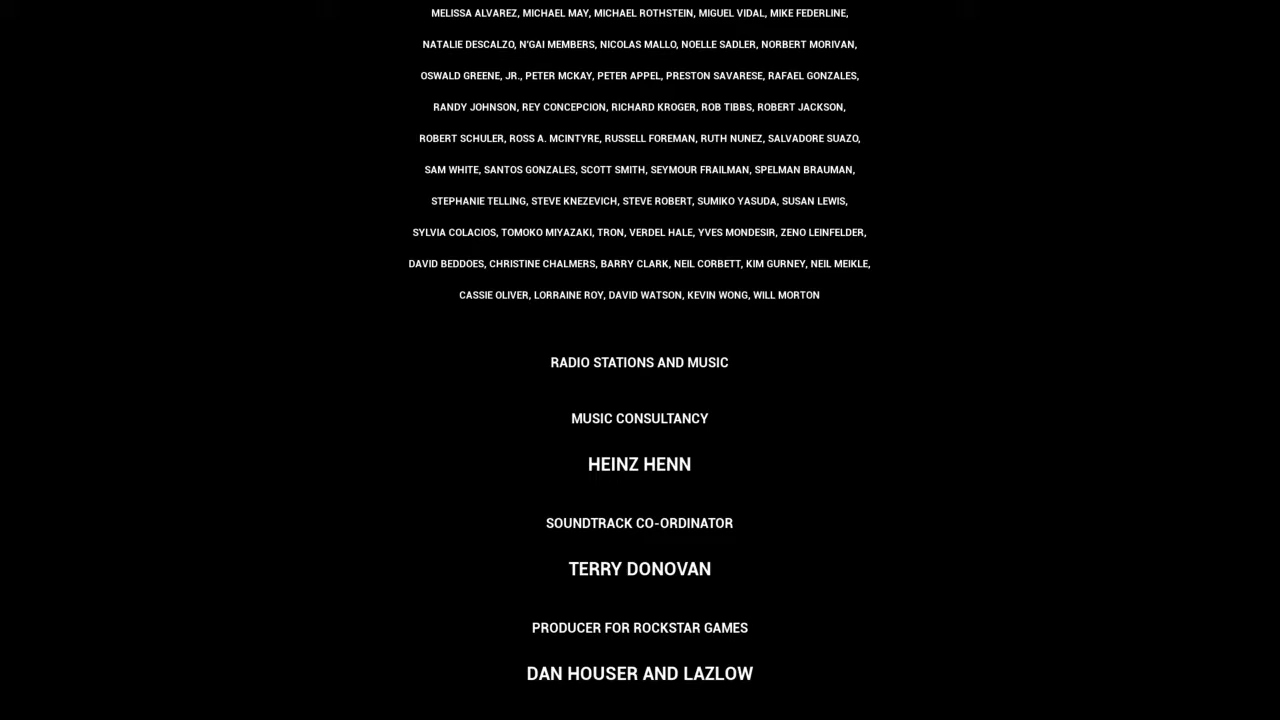 MELISSA ALVAREZ, MICHAEL MAY, MICHAEL ROTHSTEIN, MIGUEL VIDAL, MIKE FEDERLINE,
NATALIE DESCALZO, N'GAI MEMBERS, NICOLAS MALLO, NOELLE SADLER, NORBERT MORIVAN,
OSWALD GREENE, JR., PETER MCKAY, PETER APPEL, PRESTON SAVARESE, RAFAEL GONZALES,
RANDY JOHNSON, REY CONCEPCION, RICHARD KROGER, ROB TIBBS, ROBERT JACKSON,
ROBERT SCHULER, ROSS A. MCINTYRE, RUSSELL FOREMAN, RUTH NUNEZ, SALVADORE SUAZO,
SAM WHITE, SANTOS GONZALES, SCOTT SMITH, SEYMOUR FRAILMAN, SPELMAN BRAUMAN,
STEPHANIE TELLING, STEVE KNEZEVICH, STEVE ROBERT, SUMIKO YASUDA, SUSAN LEWIS,
SYLVIA COLACIOS, TOMOKO MIYAZAKI, TRON, VERDEL HALE, YVES MONDESIR, ZENO LEINFELDER,
DAVID BEDDOES, CHRISTINE CHALMERS, BARRY CLARK, NEIL CORBETT, KIM GURNEY, NEIL MEIKLE,
CASSIE OLIVER, LORRAINE ROY, DAVID WATSON, KEVIN WONG, WILL MORTON
RADIO STATIONS AND MUSIC
MUSIC CONSULTANCY
HEINZ HENN
SOUNDTRACK CO-ORDINATOR
TERRY DONOVAN
PRODUCER FOR ROCKSTAR GAMES
DAN HOUSER AND LAZLOW